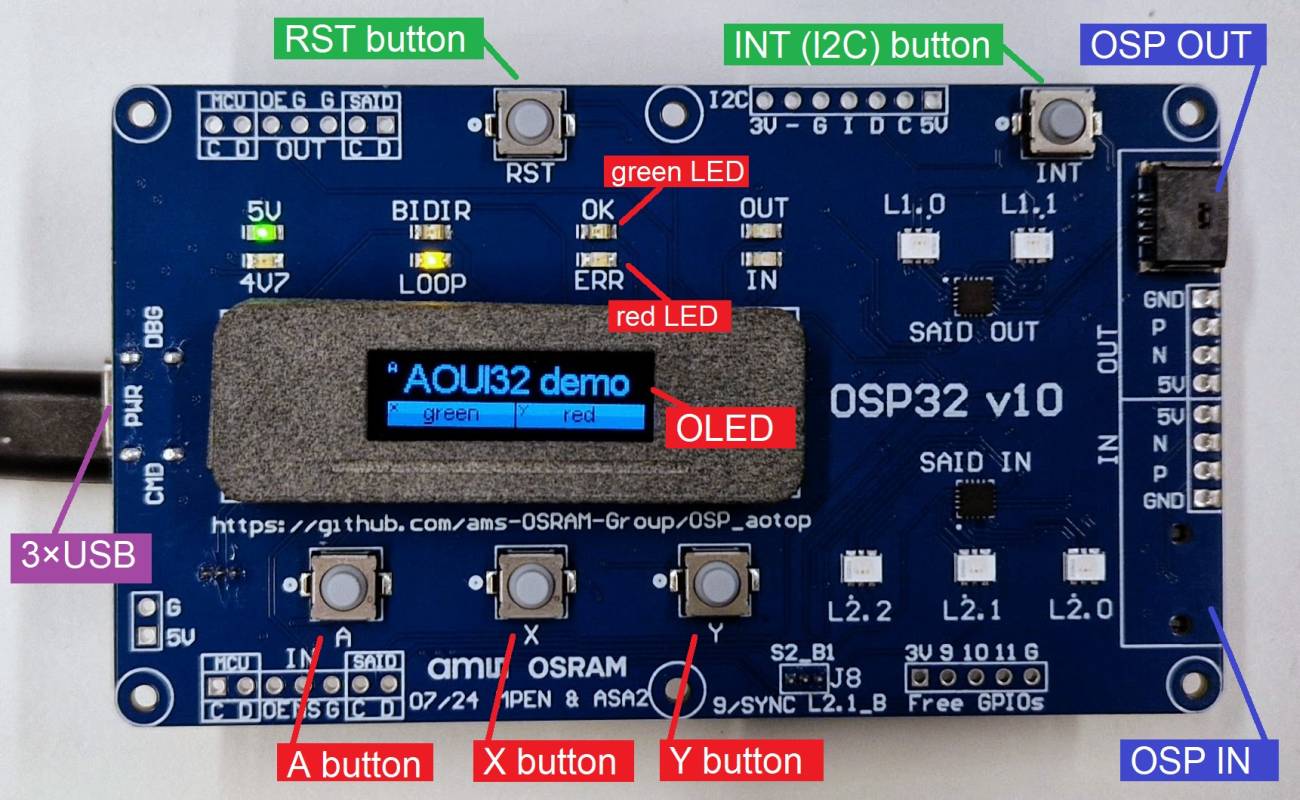 RST button
INT (I2C) button
OSP OUT
MCU OE G G SAID
C D OUT C D
RST
I2C
3V - G I D C 5V
INT
green LED
5V
BIDIR
OK
OUT
L1.0
L1.1
4V7
LOOP
ERR
IN
red LED
SAID OUT
DBG
PWR
CMD
A AOUI32 demo
X green Y red
OLED
OSP32 v10
OUT
GND
P
N
5V
IN
5V
N
P
GND
SAID IN
https://github.com/ams-OSRAM-Group/OSP_aotop
3×USB
L2.2
L2.1
L2.0
G
5V
A
X
Y
MCU IN SAID
C D OE NS G C D
OSRAM
07/24 MPEN & ASA2
S2_B1
J8
9/SYNC L2.1_B
3V 9 10 11 G
Free GPIOs
A button
X button
Y button
OSP IN